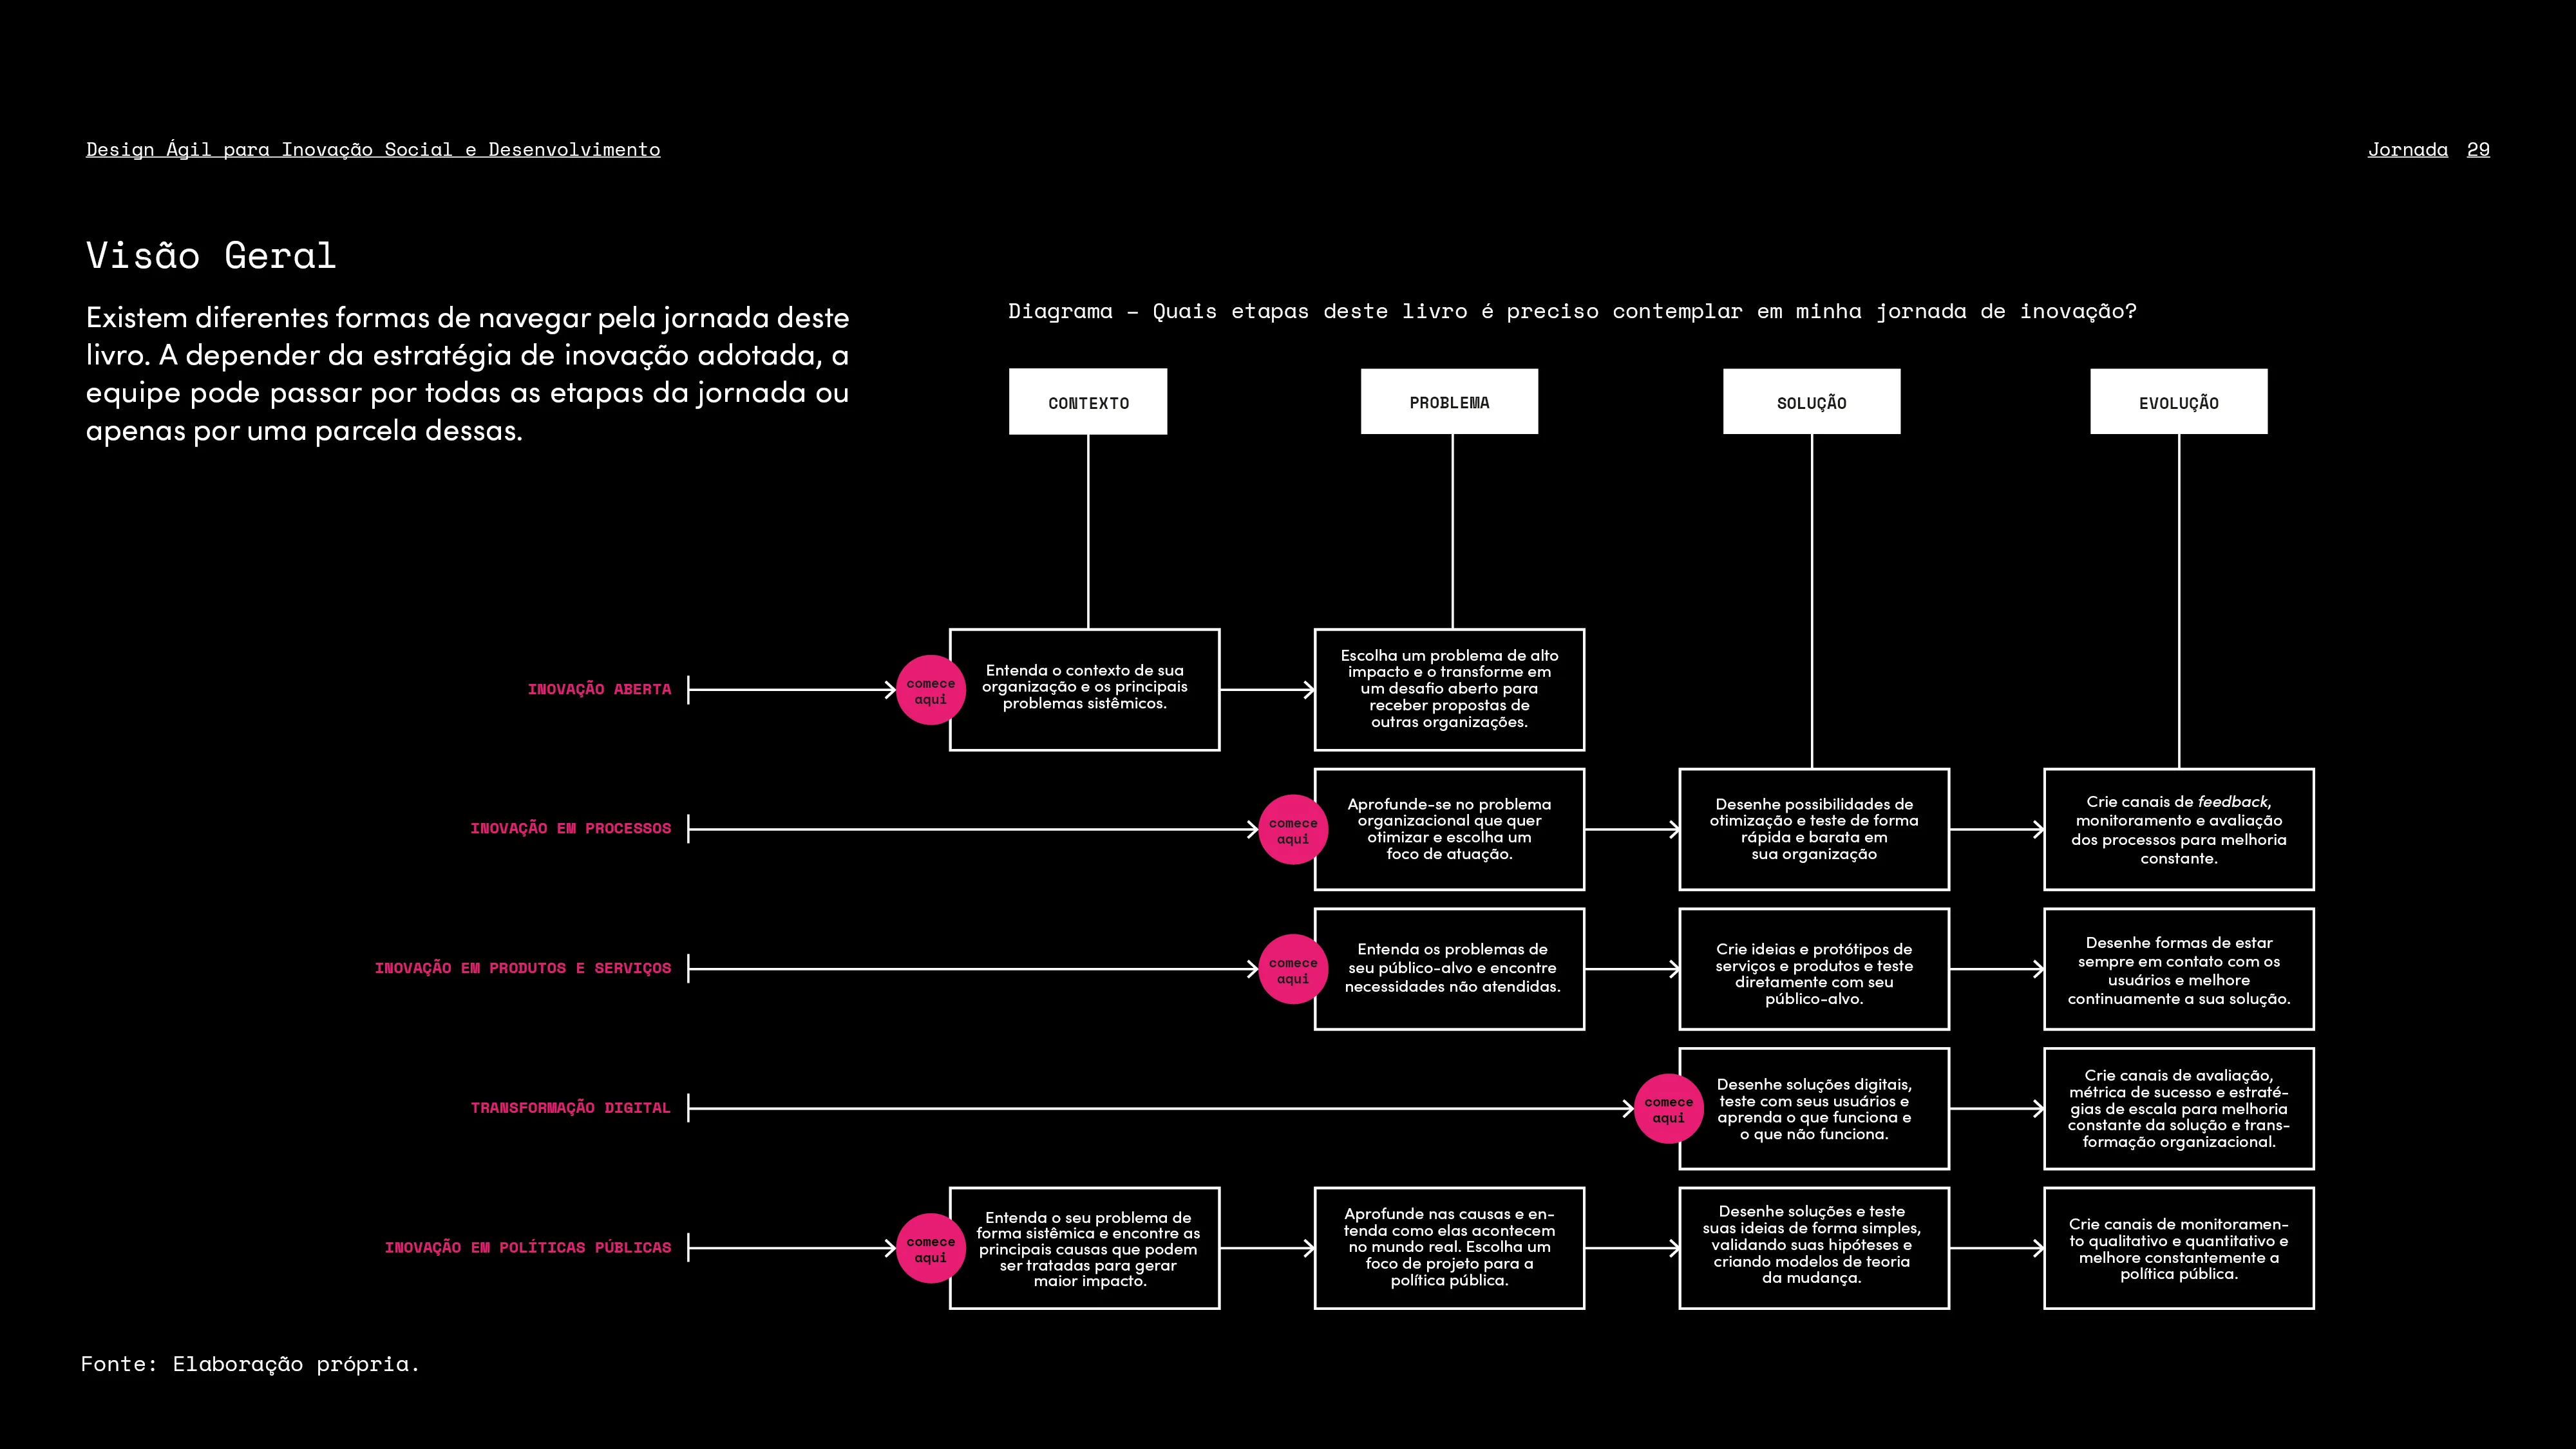 Design Ágil para Inovação Social e Desenvolvimento
Jornada 29
Visão Geral
Existem diferentes formas de navegar pela jornada deste
livro. A depender da estratégia de inovação adotada, a
equipe pode passar por todas as etapas da jornada ou
apenas por uma parcela dessas.
Diagrama – Quais etapas deste livro é preciso contemplar em minha jornada de inovação?
CONTEXTO
PROBLEMA
SOLUÇÃO
EVOLUÇÃO
INOVAÇÃO ABERTA
comece
aqui
Entenda o contexto de sua
organização e os principais
problemas sistêmicos.
Escolha um problema de alto
impacto e o transforme em
um desafio aberto para
receber propostas de
outras organizações.
INOVAÇÃO EM PROCESSOS
comece
aqui
Aprofunde-se no problema
organizacional que quer
otimizar e escolha um
foco de atuação.
Desenhe possibilidades de
otimização e teste de forma
rápida e barata em
sua organização
Crie canais de feedback,
monitoramento e avaliação
dos processos para melhoria
constante.
INOVAÇÃO EM PRODUTOS E SERVIÇOS
comece
aqui
Entenda os problemas de
seu público-alvo e encontre
necessidades não atendidas.
Crie ideias e protótipos de
serviços e produtos e teste
diretamente com seu
público-alvo.
Desenhe formas de estar
sempre em contato com os
usuários e melhore
continuamente a sua solução.
TRANSFORMAÇÃO DIGITAL
comece
aqui
Desenhe soluções digitais,
teste com seus usuários e
aprenda o que funciona e
o que não funciona.
Crie canais de avaliação,
métrica de sucesso e estraté-
gias de escala para melhoria
constante da solução e trans-
formação organizacional.
INOVAÇÃO EM POLÍTICAS PÚBLICAS
comece
aqui
Entenda o seu problema de
forma sistêmica e encontre as
principais causas que podem
ser tratadas para gerar
maior impacto.
Aprofunde nas causas e en-
tenda como elas acontecem
no mundo real. Escolha um
foco de projeto para a
política pública.
Desenhe soluções e teste
suas ideias de forma simples,
validando suas hipóteses e
criando modelos de teoria
da mudança.
Crie canais de monitoramen-
to qualitativo e quantitativo e
melhore constantemente a
política pública.
Fonte: Elaboração própria.